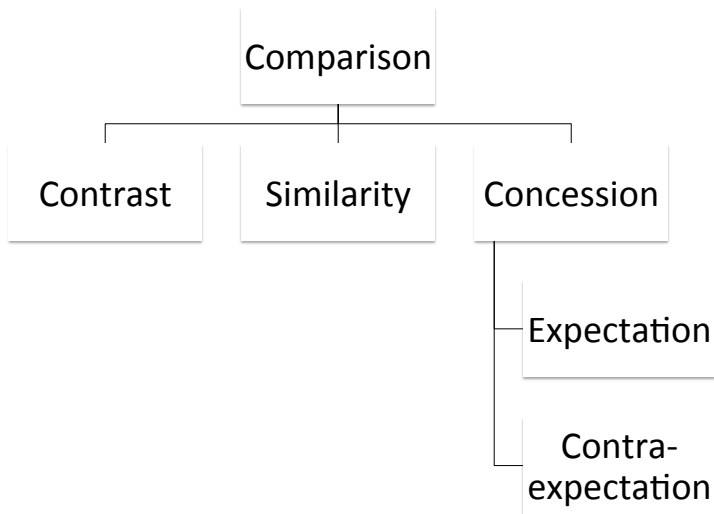 Comparison
Contrast
Similarity
Concession
Expectation
Contra-
expectation